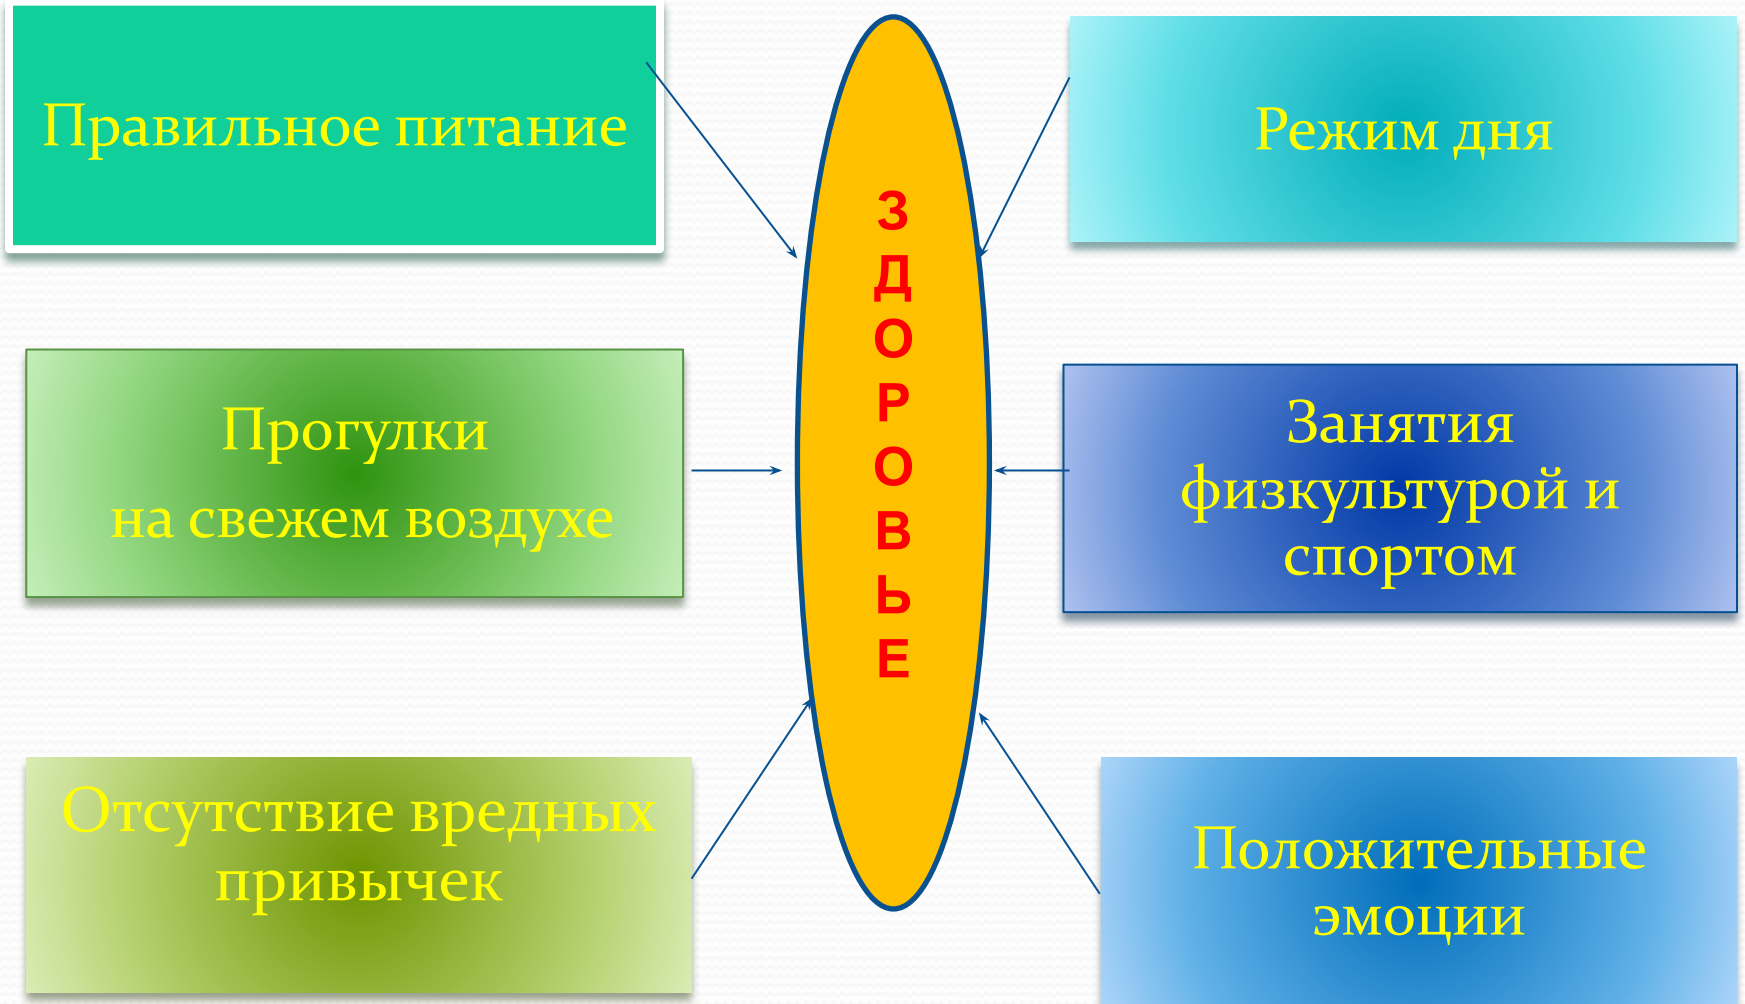 Правильное питание
Режим дня
З
Д
О
Р
О
В
Ь
Е
Прогулки
на свежем воздухе
Занятия
физкультурой и
спортом
Отсутствие вредных
привычек
Положительные
эмоции